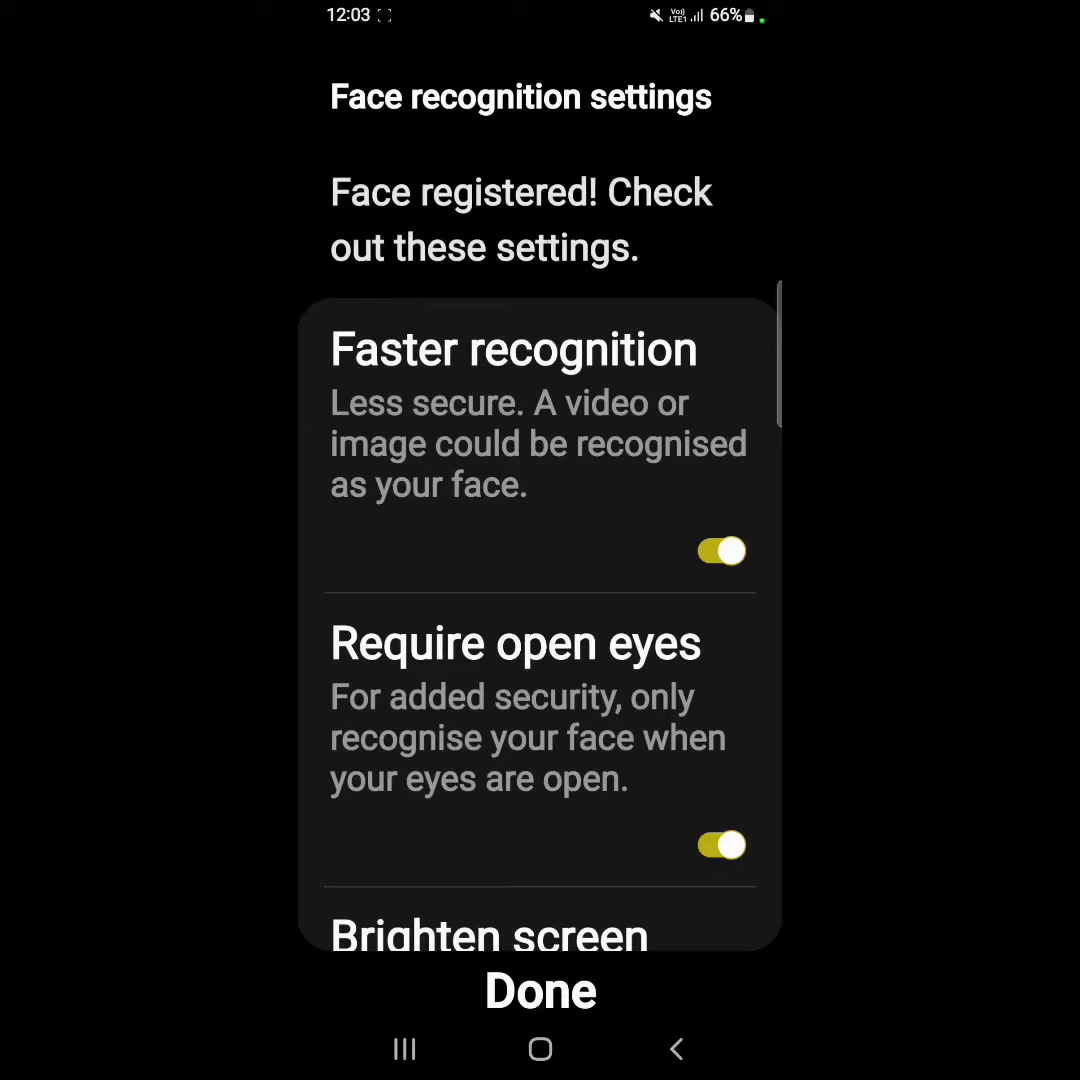 12:03
Vo)) LTE1 66%
Face recognition settings
Face registered! Check
out these settings.
Faster recognition
Less secure. A video or
image could be recognised
as your face.
Require open eyes
For added security, only
recognise your face when
your eyes are open.
Brighten screen
Done